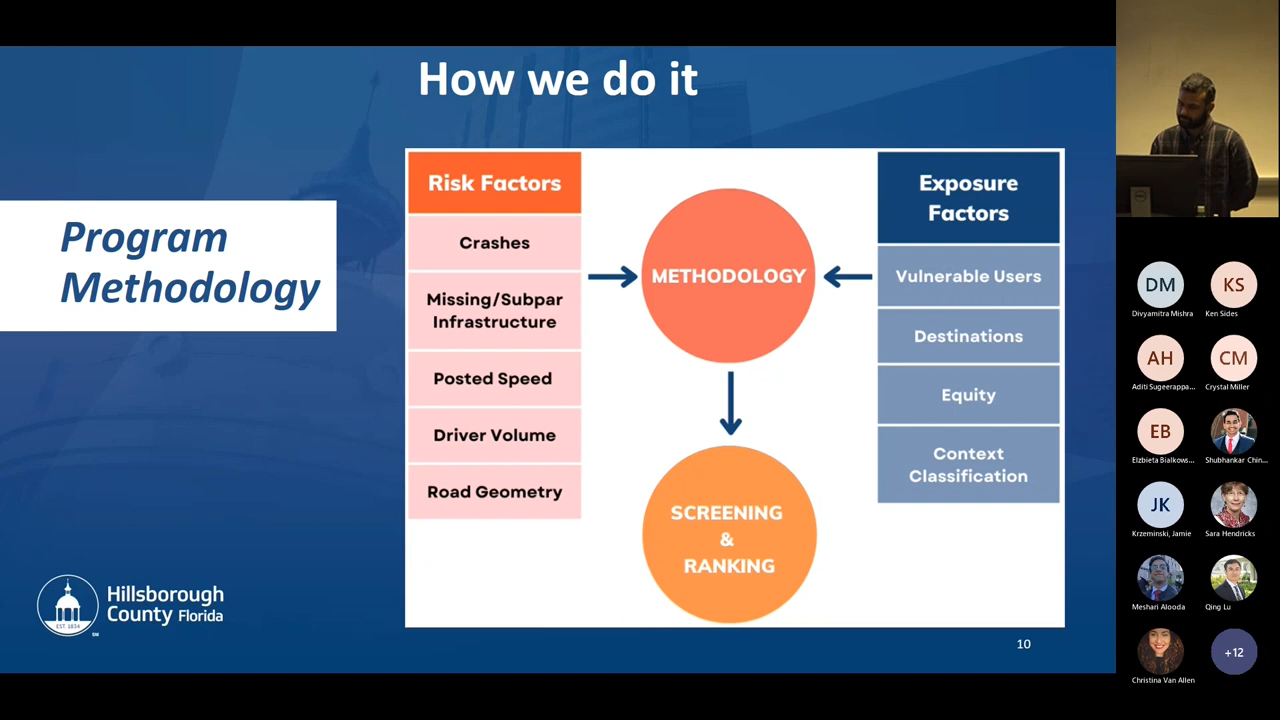 How we do it
Program
Methodology
Risk Factors
Crashes
Missing/Subpar
Infrastructure
Posted Speed
Driver Volume
Road Geometry
METHODOLOGY
SCREENING
&
RANKING
Exposure
Factors
Vulnerable Users
Destinations
Equity
Context
Classification
EST. 1834
SM
Hillsborough
County Florida
10
DM
Divyamitra Mishra
KS
Ken Sides
AH
Aditi Sugeerappa...
CM
Crystal Miller
EB
Elzbieta Bialkows...
Shubhankar Chin...
JK
Krzeminski, Jamie
Sara Hendricks
Meshari Alooda
Qing Lu
Christina Van Allen
+12